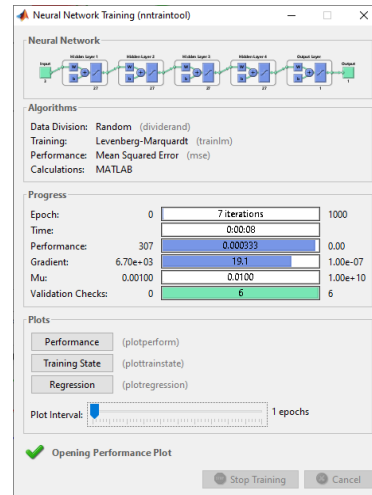 Neural Network Training (nntraintool)
Neural Network
Hidden Layer 1 Hidden Layer 2 Hidden Layer 3 Hidden Layer 4 Output Layer
Input Output
W W W W W
b b b b b
27 27 27 1
Algorithms
Data Division: Random (dividerand)
Training: Levenberg-Marquardt (trainlm)
Performance: Mean Squared Error (mse)
Calculations: MATLAB
Progress
Epoch: 0 7 iterations 1000
Time: 0:00:08
Performance: 307 0.000333 0.00
Gradient: 6.70e+03 19.1 1.00e-07
Mu: 0.00100 0.0100 1.00e+10
Validation Checks: 0 6 6
Plots
Performance (plotperform)
Training State (plottrainstate)
Regression (plotregression)
Plot Interval: 1 epochs
Opening Performance Plot
Stop Training Cancel